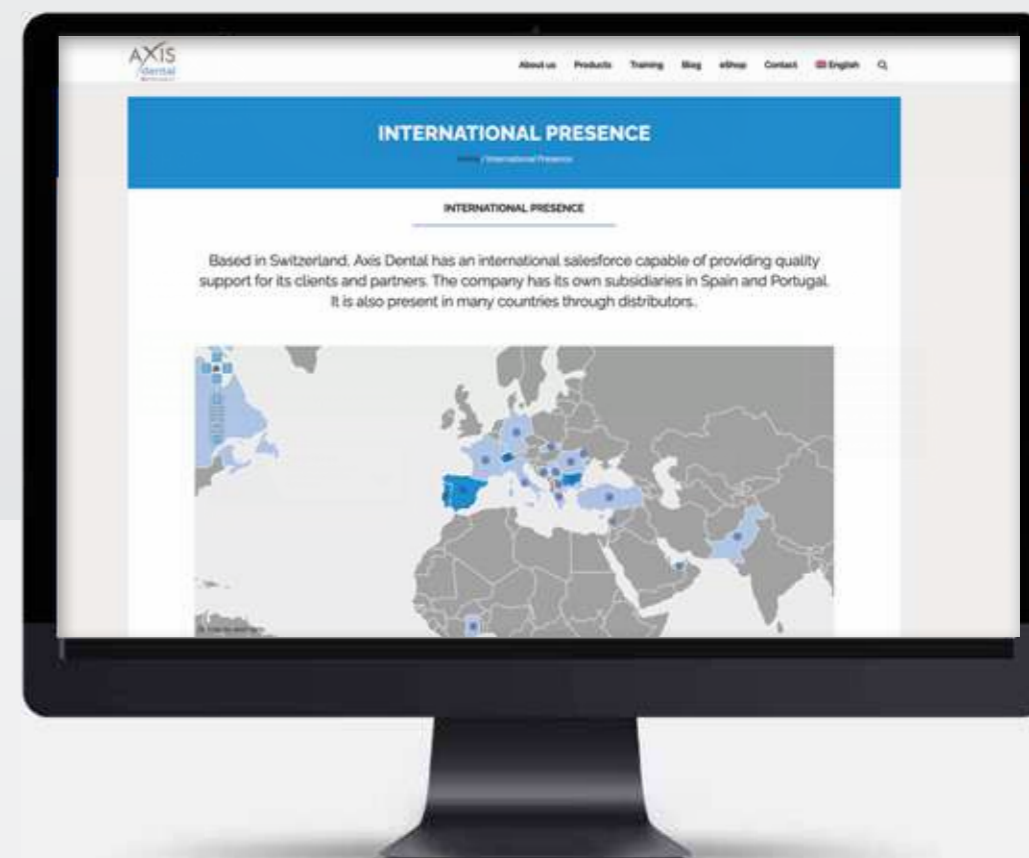 AXIS
dental
About us Products Training Blog eShop Contact English
INTERNATIONAL PRESENCE
/ International Presence
INTERNATIONAL PRESENCE
Based in Switzerland, Axis Dental has an international salesforce capable of providing quality
support for its clients and partners. The company has its own subsidiaries in Spain and Portugal.
It is also present in many countries through distributors.